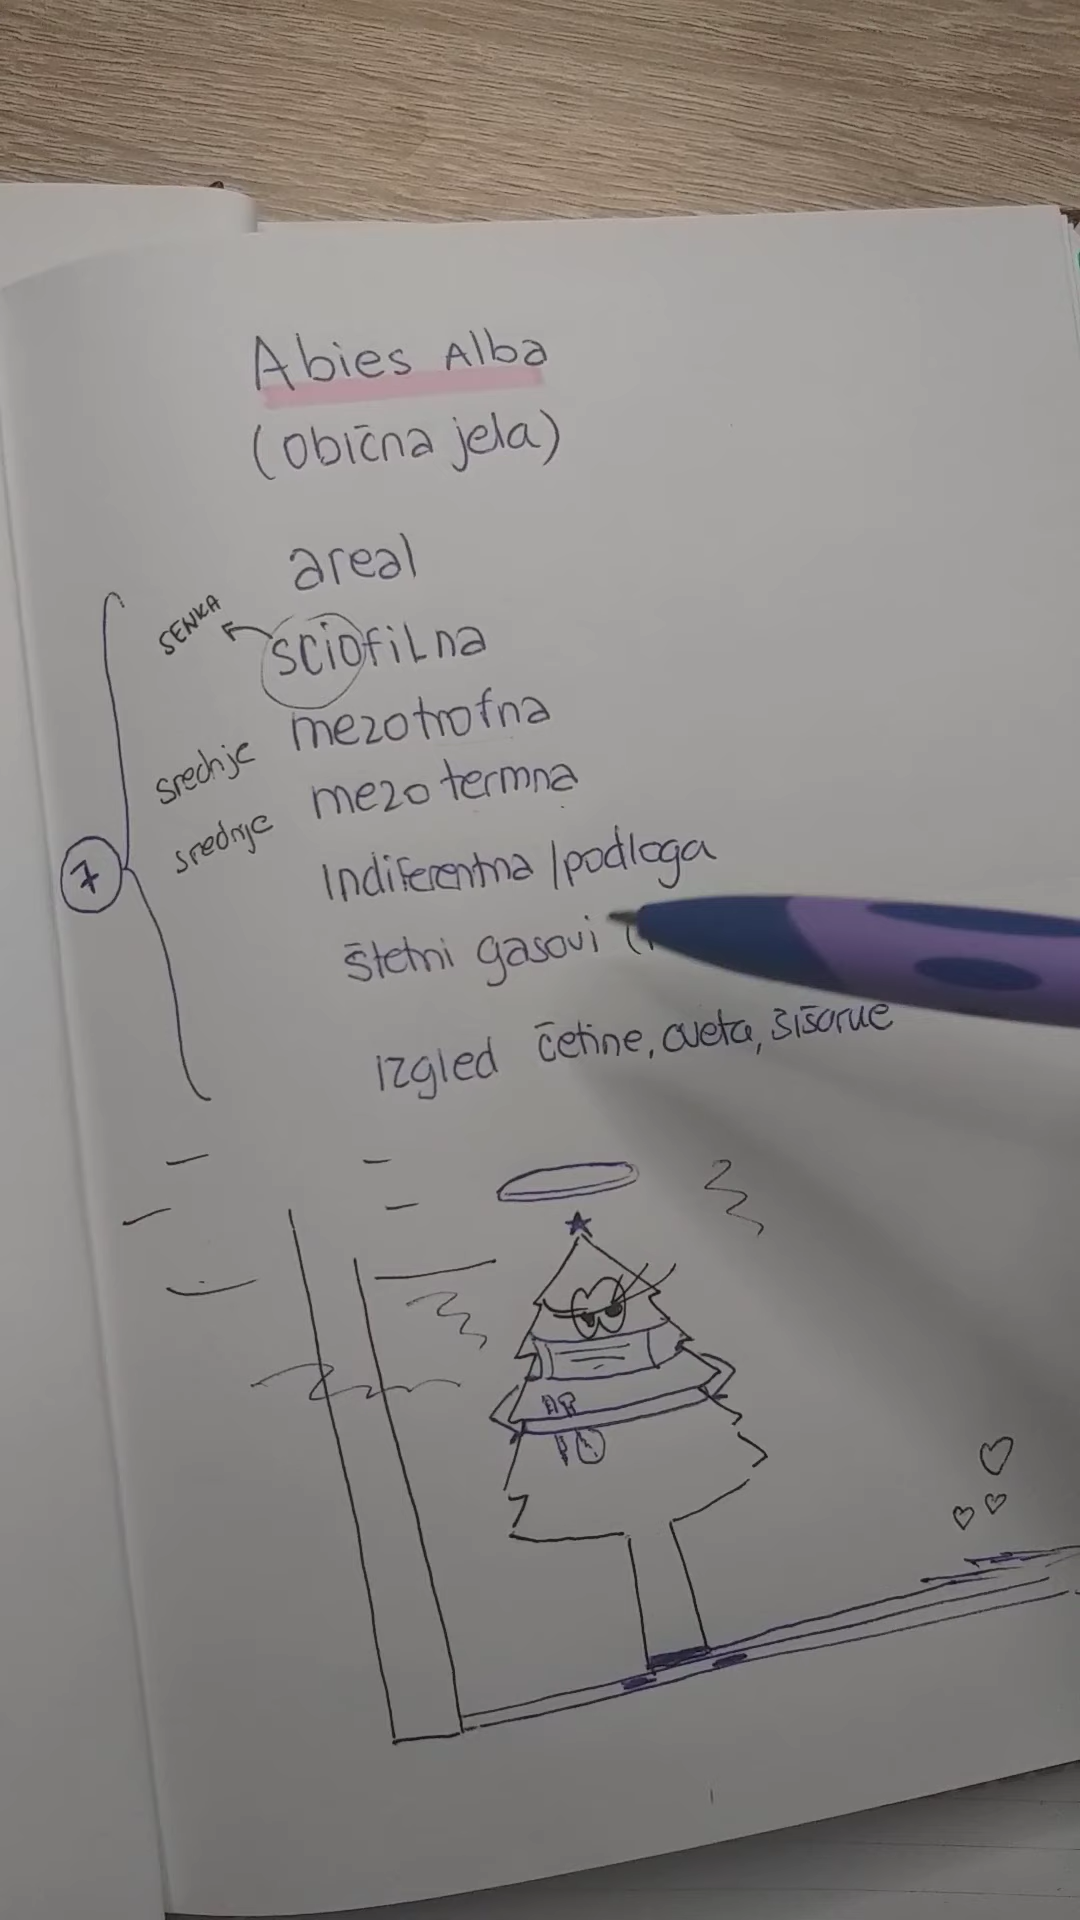 Abies Alba
(Obična jela)
areal
SENKA
sciofilna
mezotrofna
srednje
mezo termna
srednje
Indiferentna /podloga
7
štetni gasovi (
izgled četine, cveta, šišarve